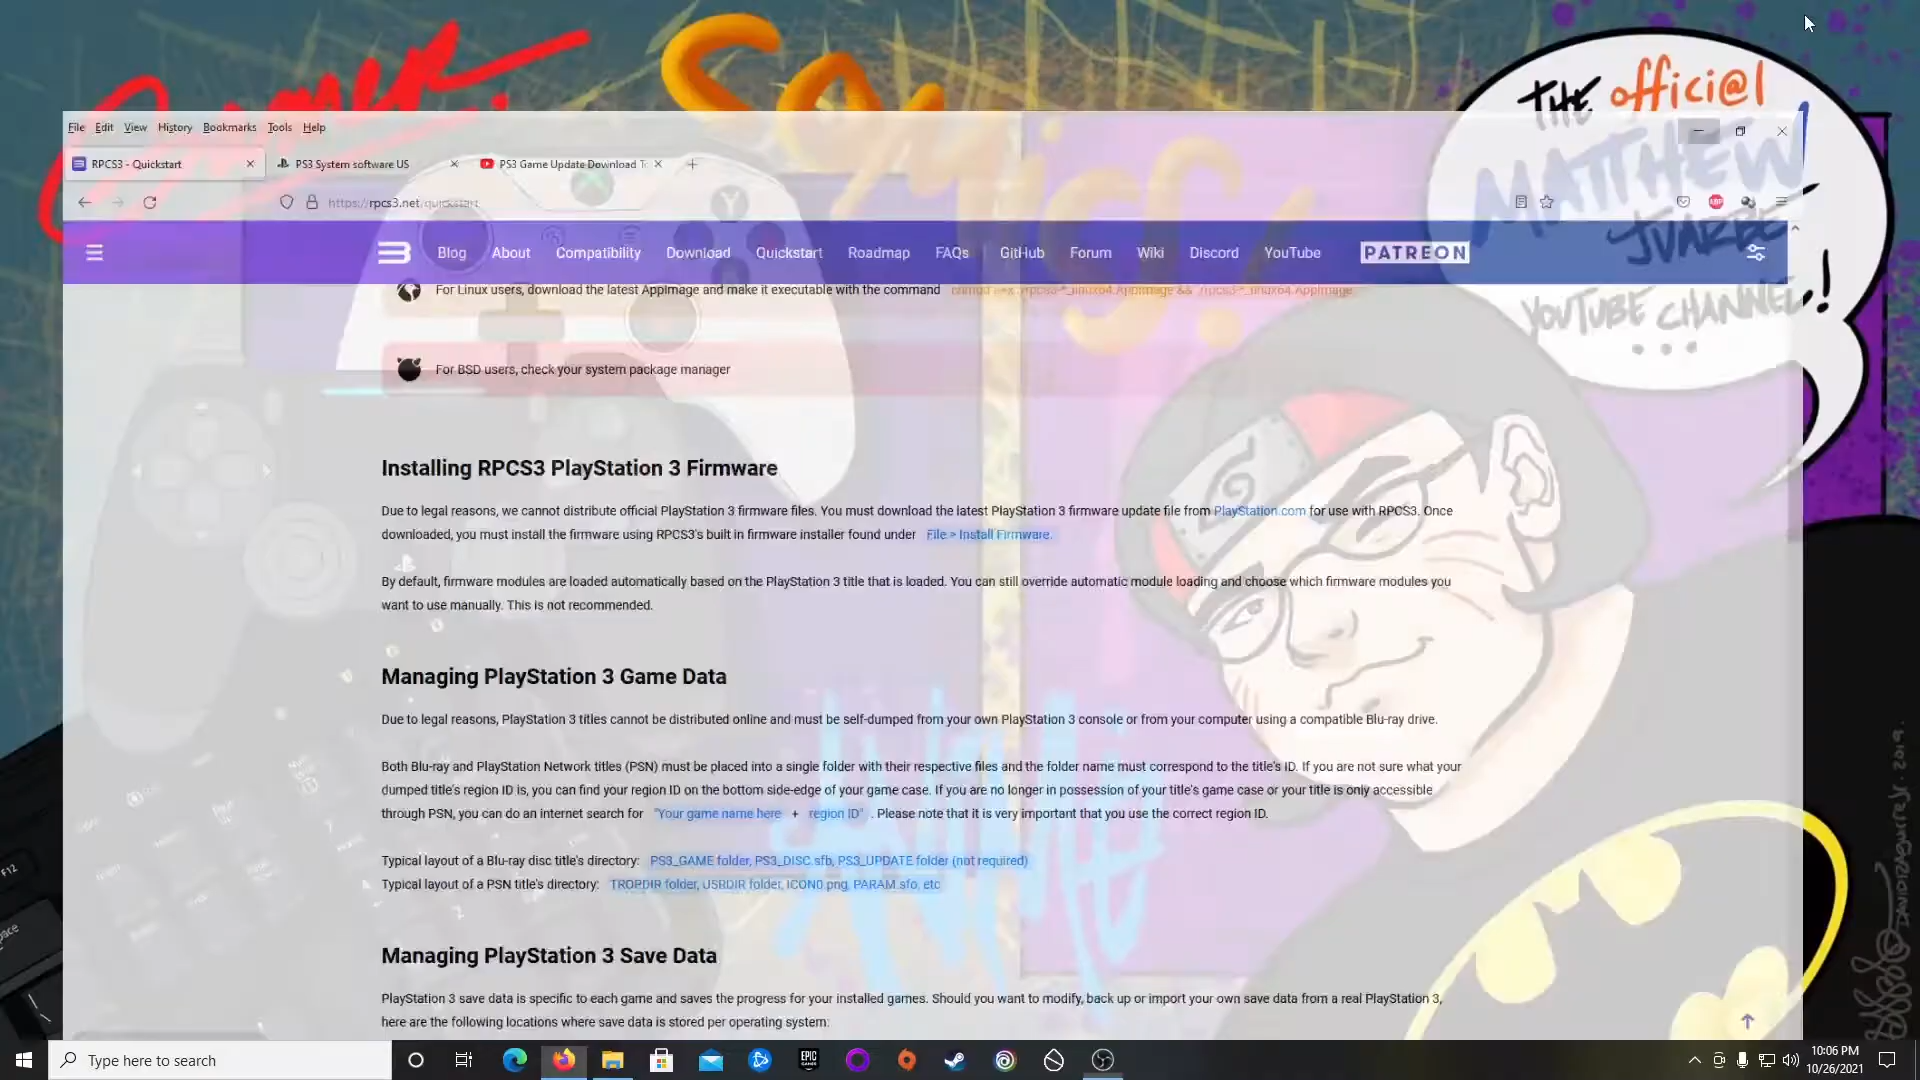 THE offici@l
MATTHEW
JVARBE
YOUTUBE CHANNEL!
File Edit View History Bookmarks Tools Help
RPCS3 - Quickstart
PS3 System software US
PS3 Game Update Download T
https://rpcs3.net/quickstart
Blog About Compatibility Download Quickstart Roadmap FAQs GitHub Forum Wiki Discord YouTube PATREON
For Linux users, download the latest AppImage and make it executable with the command
For BSD users, check your system package manager
Installing RPCS3 PlayStation 3 Firmware
Due to legal reasons, we cannot distribute official PlayStation 3 firmware files. You must download the latest PlayStation 3 firmware update file from PlayStation.com for use with RPCS3. Once
downloaded, you must install the firmware using RPCS3's built in firmware installer found under File > Install Firmware.
By default, firmware modules are loaded automatically based on the PlayStation 3 title that is loaded. You can still override automatic module loading and choose which firmware modules you
want to use manually. This is not recommended.
Managing PlayStation 3 Game Data
Due to legal reasons, PlayStation 3 titles cannot be distributed online and must be self-dumped from your own PlayStation 3 console or from your computer using a compatible Blu-ray drive.
Both Blu-ray and PlayStation Network titles (PSN) must be placed into a single folder with their respective files and the folder name must correspond to the title's ID. If you are not sure what your
dumped title's region ID is, you can find your region ID on the bottom side-edge of your game case. If you are no longer in possession of your title's game case or your title is only accessible
through PSN, you can do an internet search for "Your game name here + region ID" . Please note that it is very important that you use the correct region ID.
Typical layout of a Blu-ray disc title's directory: PS3_GAME folder, PS3_DISC.sfb, PS3_UPDATE folder (not required)
Typical layout of a PSN title's directory: TROPDIR folder, USRDIR folder, ICON0.png, PARAM.sfo, etc
Managing PlayStation 3 Save Data
PlayStation 3 save data is specific to each game and saves the progress for your installed games. Should you want to modify, back up or import your own save data from a real PlayStation 3,
here are the following locations where save data is stored per operating system:
F12
Type here to search
EPIC GAMES
10:06 PM
10/26/2021